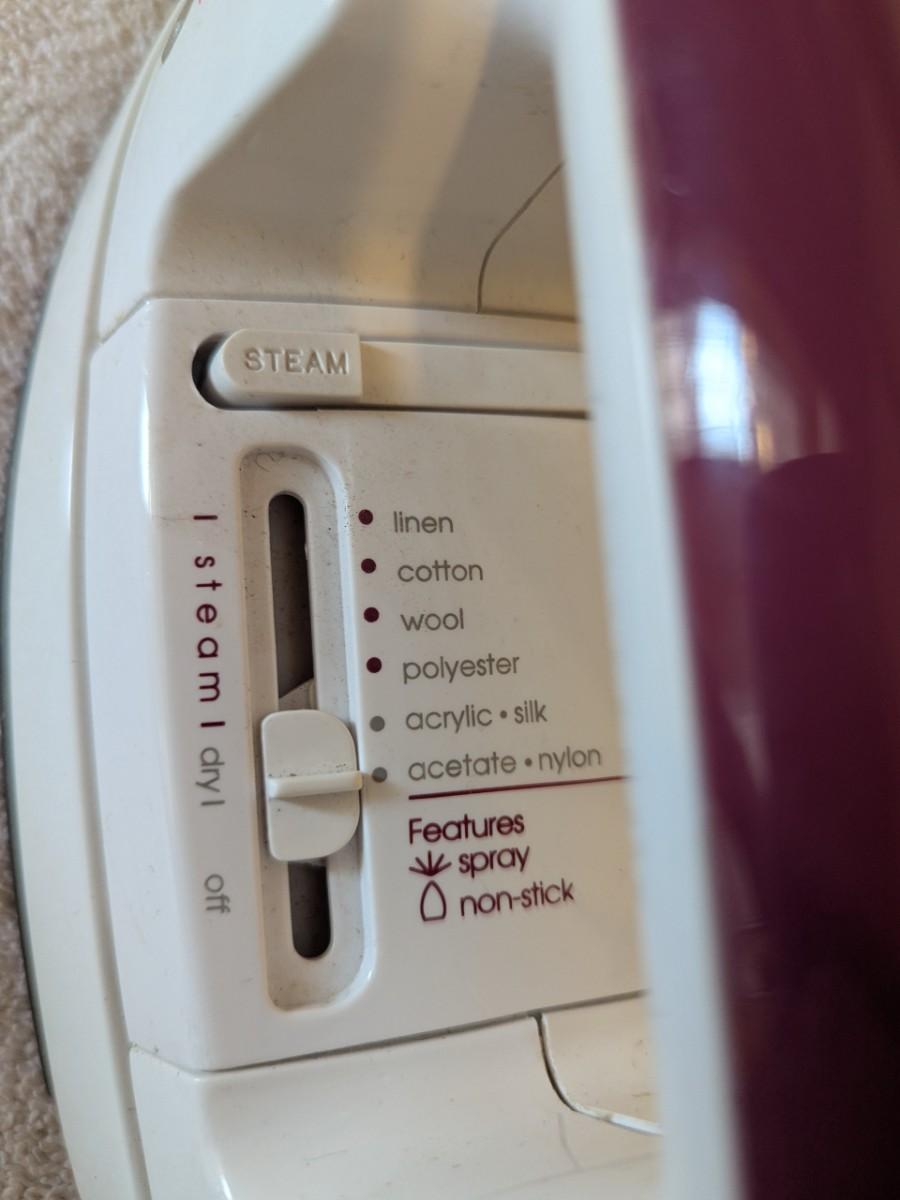 STEAM
linen
cotton
wool
polyester
acrylic • silk
acetate • nylon
Features
spray
non-stick
steam
dry
off